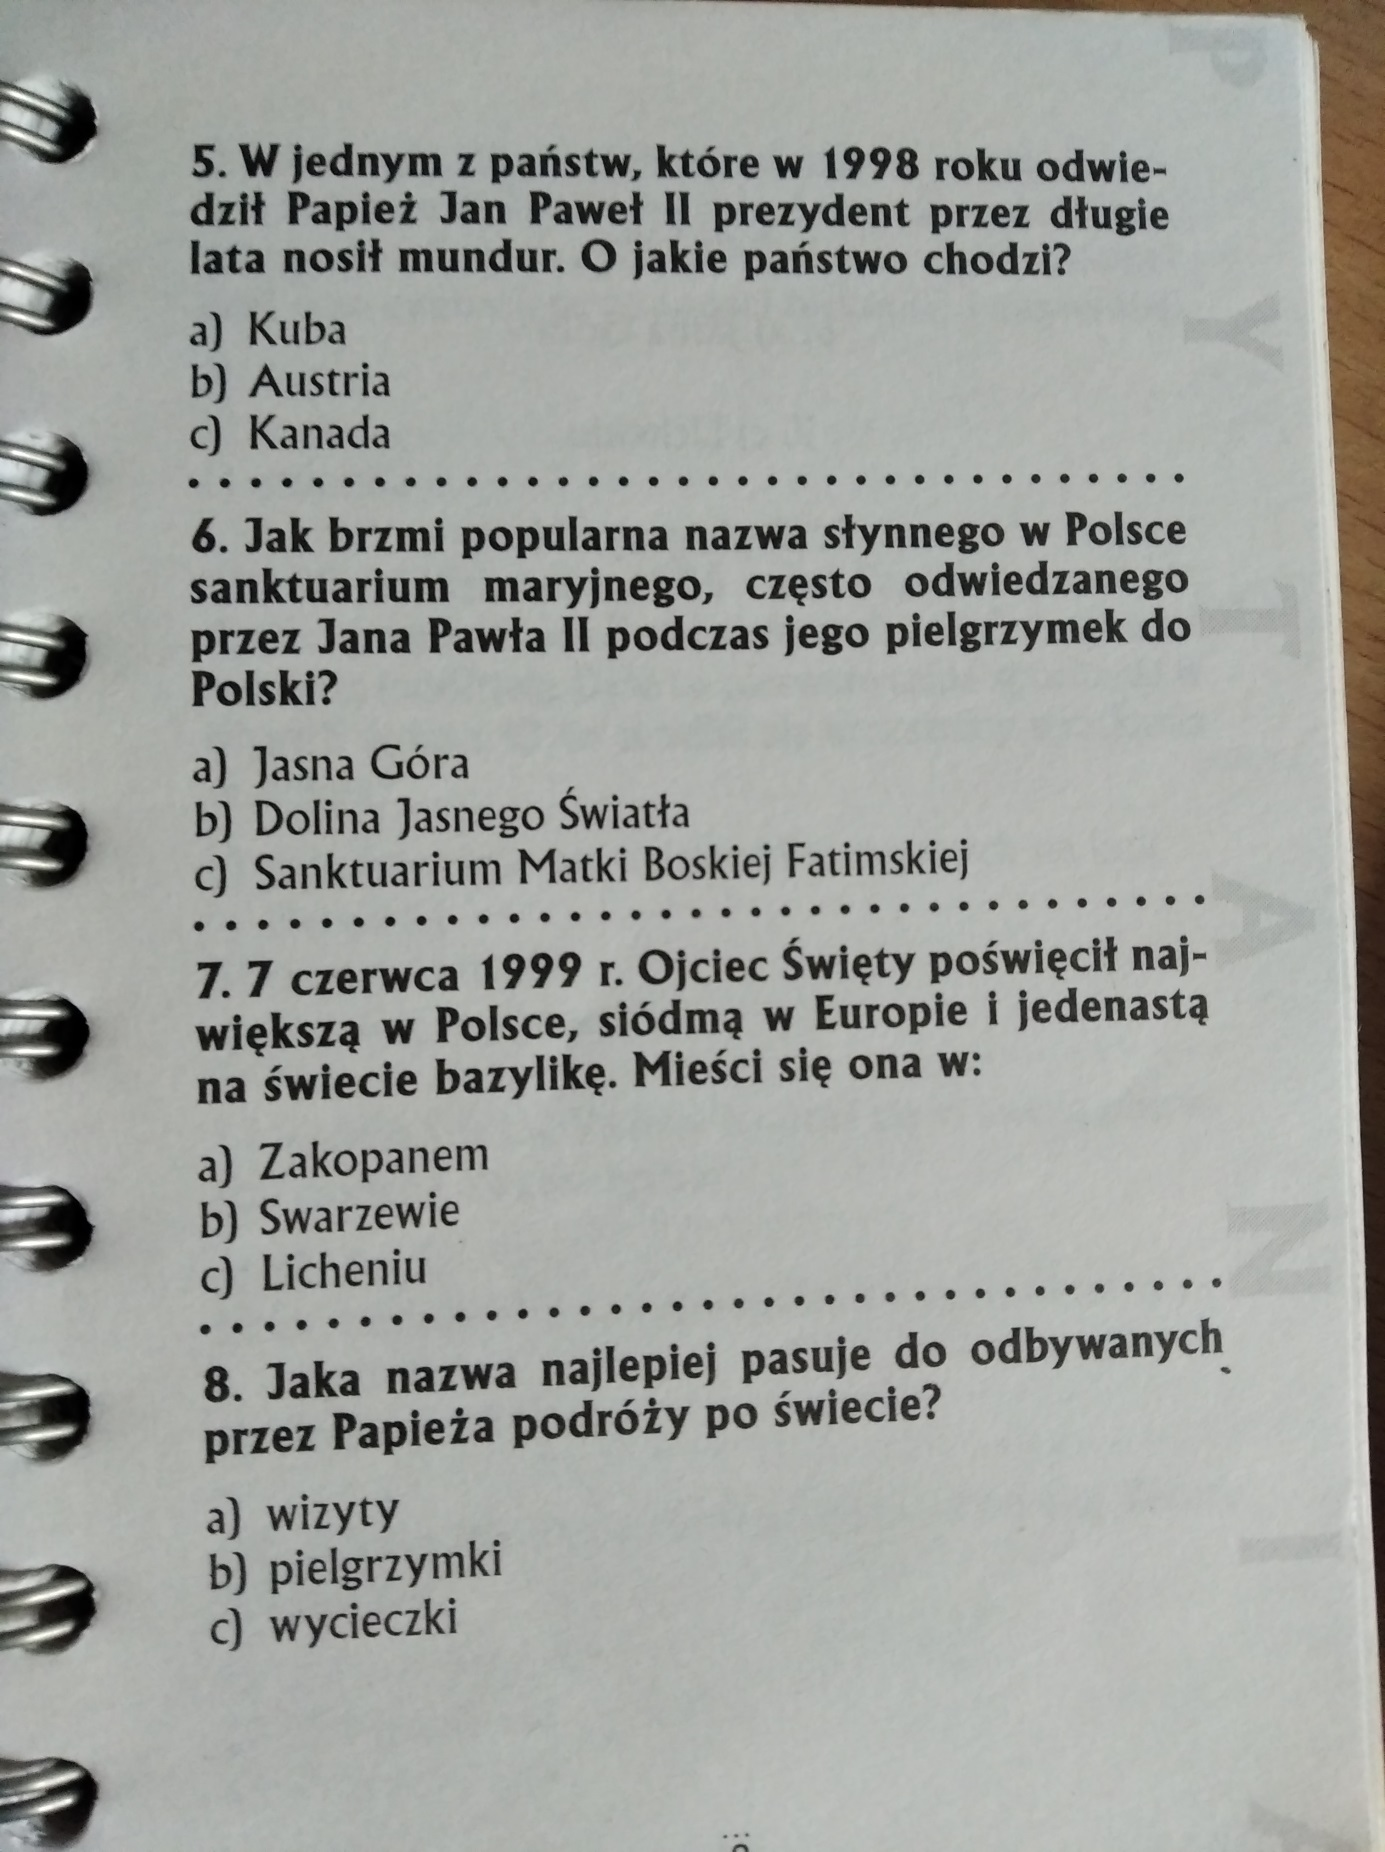 5. W jednym z państw, które w 1998 roku odwie-
dził Papież Jan Paweł II prezydent przez długie
lata nosił mundur. O jakie państwo chodzi?
a) Kuba
b) Austria
c) Kanada
6. Jak brzmi popularna nazwa słynnego w Polsce
sanktuarium maryjnego, często odwiedzanego
przez Jana Pawła II podczas jego pielgrzymek do
Polski?
a) Jasna Góra
b) Dolina Jasnego Światła
c) Sanktuarium Matki Boskiej Fatimskiej
7. 7 czerwca 1999 r. Ojciec Święty poświęcił naj-
większą w Polsce, siódmą w Europie i jedenastą
na świecie bazylikę. Mieści się ona w:
a) Zakopanem
b) Swarzewie
c) Licheniu
8. Jaka nazwa najlepiej pasuje do odbywanych
przez Papieża podróży po świecie?
a) wizyty
b) pielgrzymki
c) wycieczki
P Y T A N I A